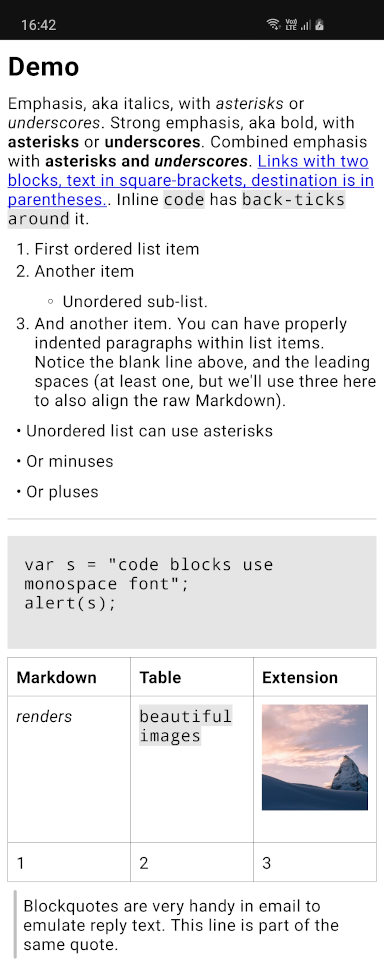 16:42
Vo))
LTE
Demo
Emphasis, aka italics, with asterisks or
underscores. Strong emphasis, aka bold, with
asterisks or underscores. Combined emphasis
with asterisks and underscores. Links with two
blocks, text in square-brackets, destination is in
parentheses.. Inline code has back-ticks
around it.
1. First ordered list item
2. Another item
◦ Unordered sub-list.
3. And another item. You can have properly
indented paragraphs within list items.
Notice the blank line above, and the leading
spaces (at least one, but we'll use three here
to also align the raw Markdown).
• Unordered list can use asterisks
• Or minuses
• Or pluses
var s = "code blocks use
monospace font";
alert(s);
Markdown Table Extension
renders beautiful
images
1 2 3
Blockquotes are very handy in email to
emulate reply text. This line is part of the
same quote.